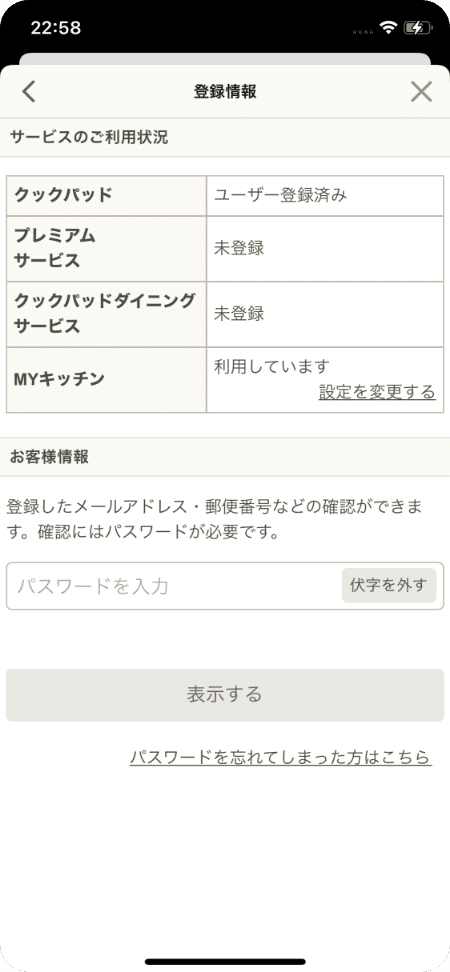 22:58
登録情報
サービスのご利用状況
クックパッド
ユーザー登録済み
プレミアム
サービス
未登録
クックパッドダイニング
サービス
未登録
MYキッチン
利用しています
設定を変更する
お客様情報
登録したメールアドレス・郵便番号などの確認ができま
す。確認にはパスワードが必要です。
パスワードを入力
伏字を外す
表示する
パスワードを忘れてしまった方はこちら